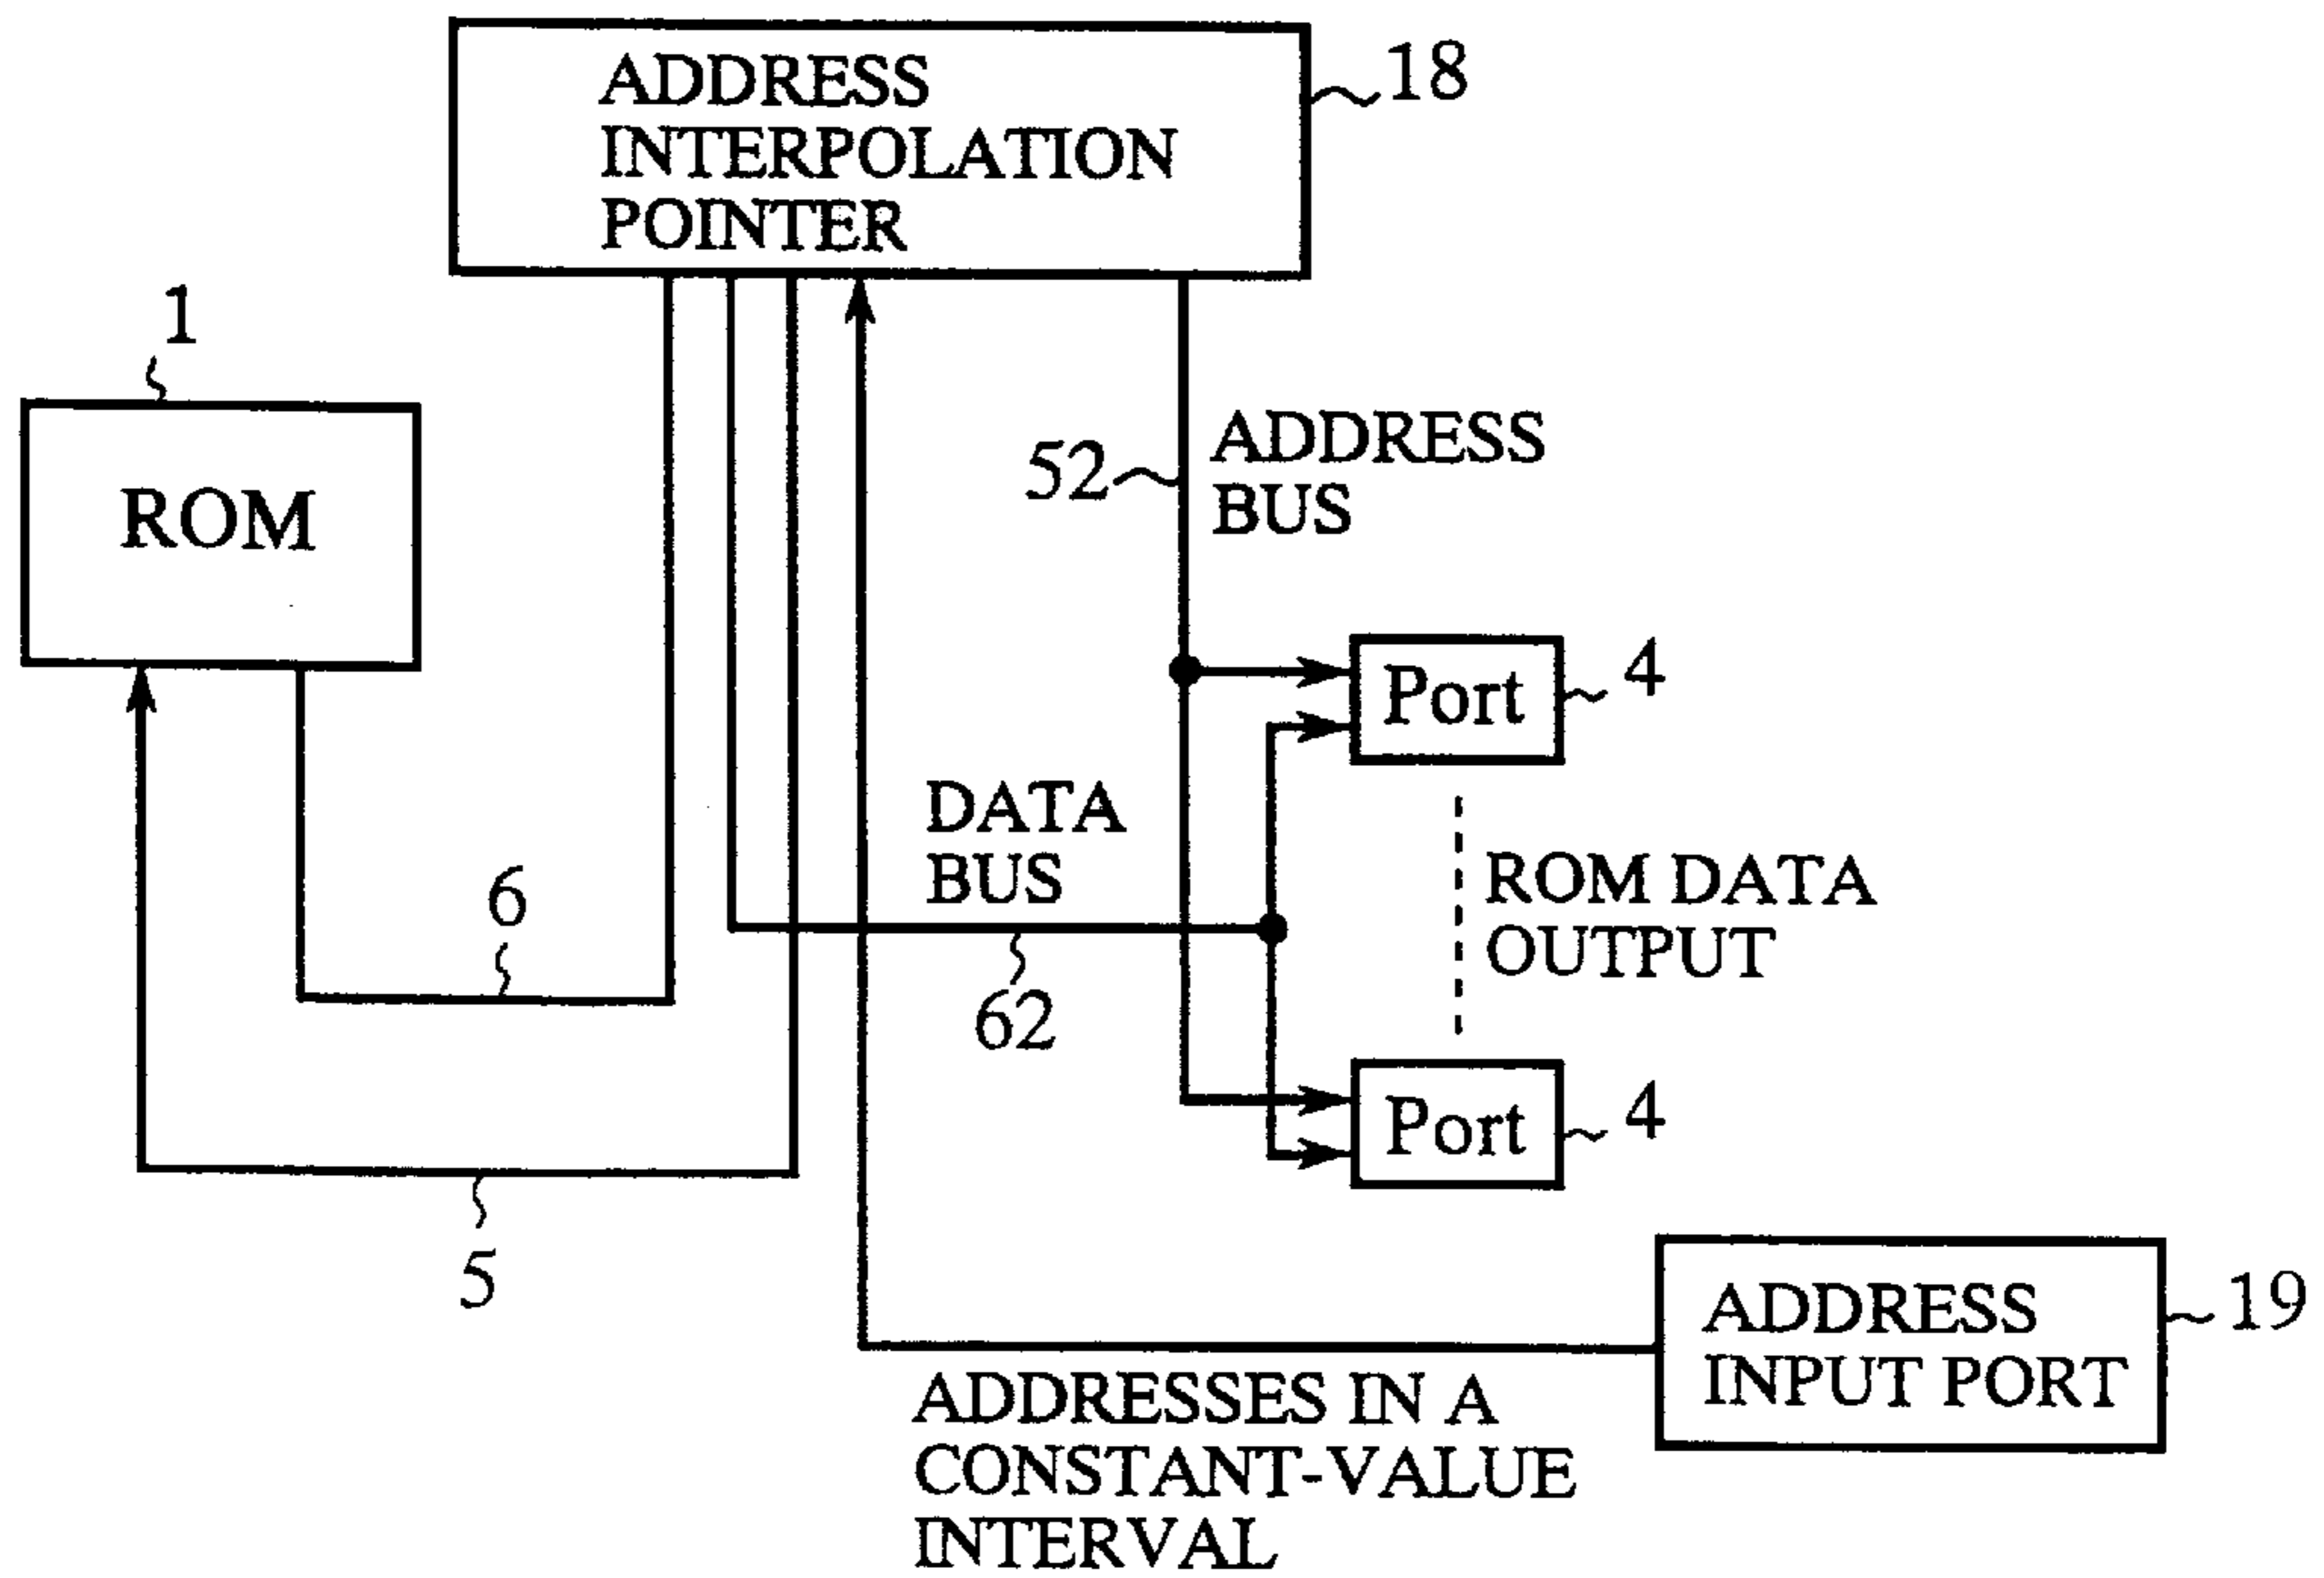 ADDRESS
INTERPOLATION
POINTER
18
1
ROM
52
ADDRESS
BUS
Port
4
DATA
BUS
6
62
ROM DATA
OUTPUT
Port
4
5
ADDRESS
INPUT PORT
19
ADDRESSES IN A
CONSTANT-VALUE
INTERVAL